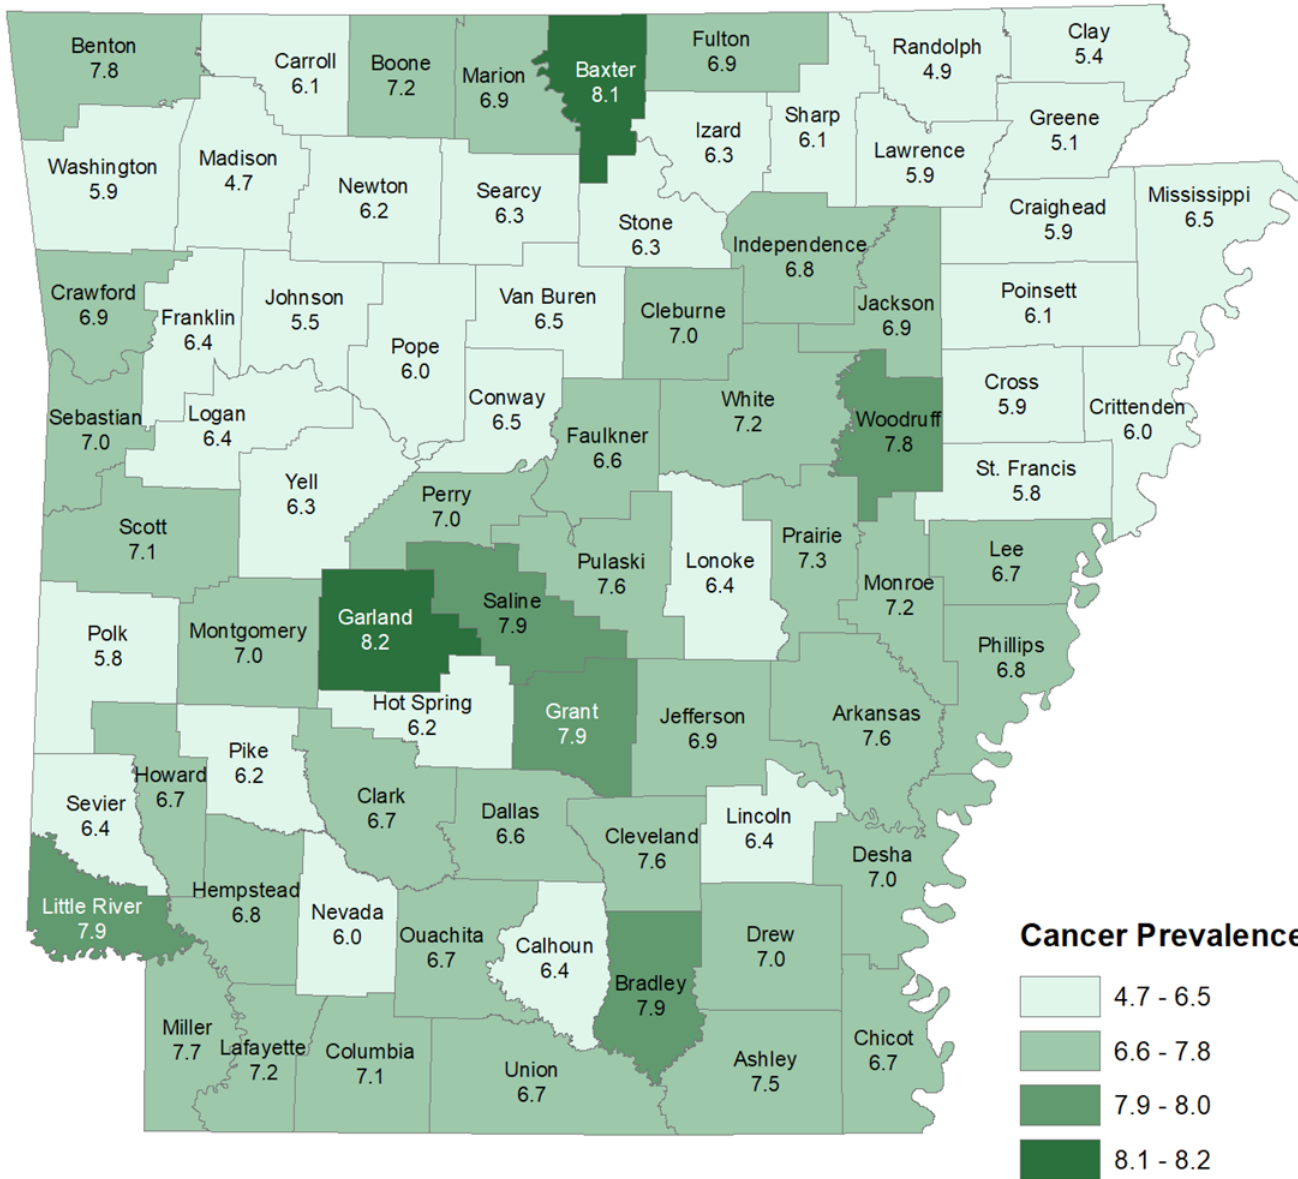 Benton
7.8
Carroll
6.1
Boone
7.2
Marion
6.9
Baxter
8.1
Fulton
6.9
Randolph
4.9
Clay
5.4
Washington
5.9
Madison
4.7
Newton
6.2
Searcy
6.3
Stone
6.3
Izard
6.3
Sharp
6.1
Lawrence
5.9
Greene
5.1
Craighead
5.9
Mississippi
6.5
Crawford
6.9
Franklin
6.4
Johnson
5.5
Pope
6.0
Van Buren
6.5
Cleburne
7.0
Independence
6.8
Jackson
6.9
Poinsett
6.1
Sebastian
7.0
Logan
6.4
Conway
6.5
Faulkner
6.6
White
7.2
Woodruff
7.8
Cross
5.9
Crittenden
6.0
St. Francis
5.8
Scott
7.1
Yell
6.3
Perry
7.0
Pulaski
7.6
Lonoke
6.4
Prairie
7.3
Monroe
7.2
Lee
6.7
Polk
5.8
Montgomery
7.0
Garland
8.2
Saline
7.9
Phillips
6.8
Hot Spring
6.2
Grant
7.9
Jefferson
6.9
Arkansas
7.6
Sevier
6.4
Howard
6.7
Pike
6.2
Clark
6.7
Dallas
6.6
Cleveland
7.6
Lincoln
6.4
Desha
7.0
Little River
7.9
Hempstead
6.8
Nevada
6.0
Ouachita
6.7
Calhoun
6.4
Bradley
7.9
Drew
7.0
Miller
7.7
Lafayette
7.2
Columbia
7.1
Union
6.7
Ashley
7.5
Chicot
6.7
Cancer Prevalence
4.7 - 6.5
6.6 - 7.8
7.9 - 8.0
8.1 - 8.2